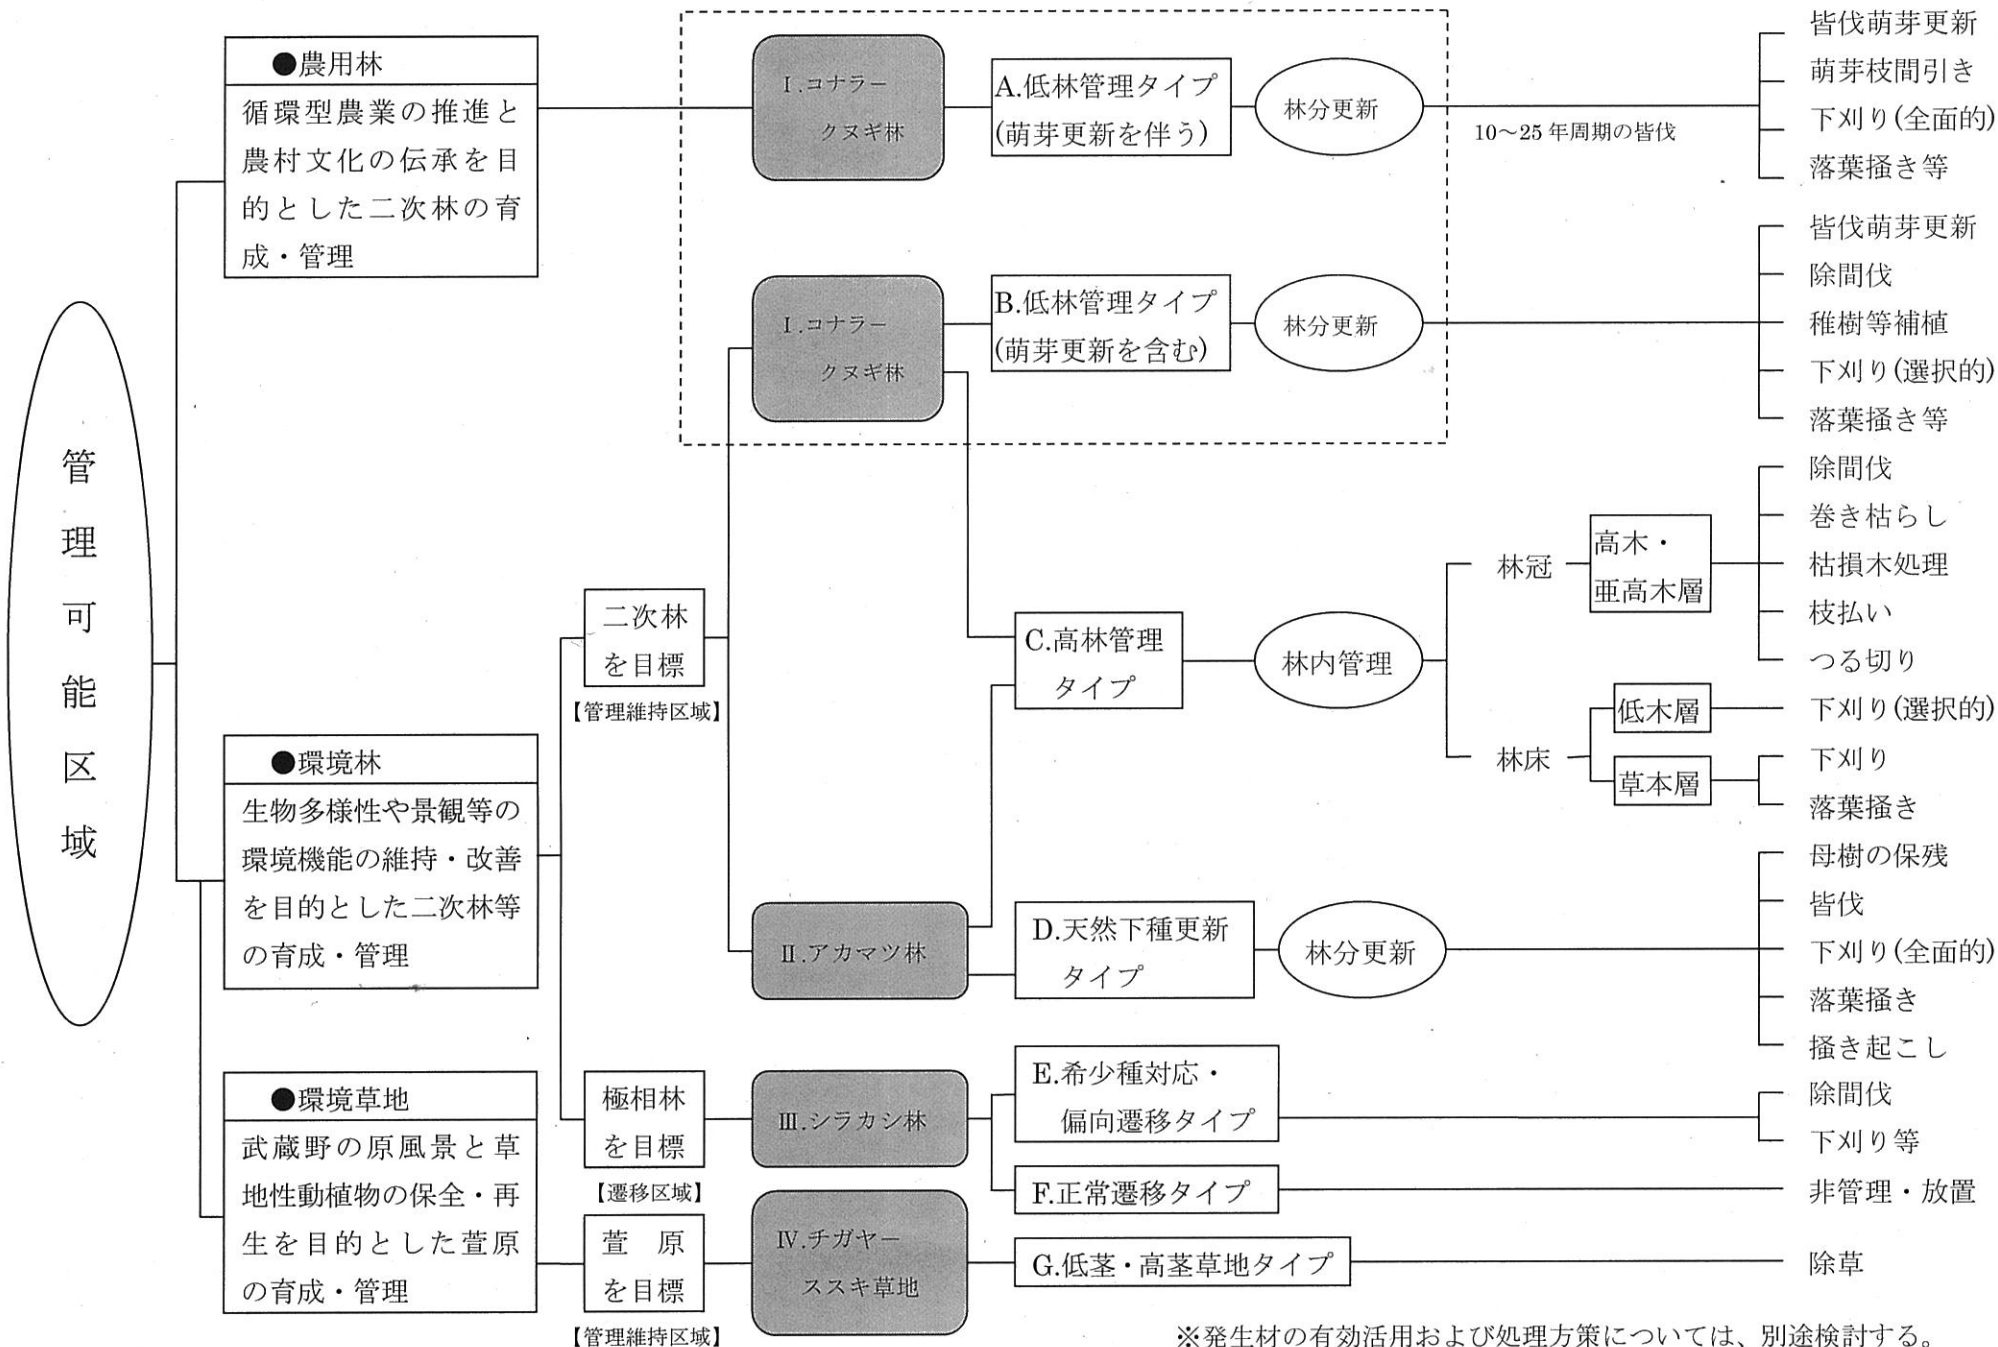 管理可能区域
●農用林
循環型農業の推進と
農村文化の伝承を目
的とした二次林の育
成・管理
Ⅰ.コナラー
クヌギ林
A.低林管理タイプ
(萌芽更新を伴う)
林分更新
10～25年周期の皆伐
皆伐萌芽更新
萌芽枝間引き
下刈り(全面的)
落葉掻き等
●環境林
生物多様性や景観等の
環境機能の維持・改善
を目的とした二次林等
の育成・管理
二次林
を目標
【管理維持区域】
Ⅰ.コナラー
クヌギ林
B.低林管理タイプ
(萌芽更新を含む)
林分更新
皆伐萌芽更新
除間伐
稚樹等補植
下刈り(選択的)
落葉掻き等
C.高林管理
タイプ
林内管理
林冠
高木・
亜高木層
除間伐
巻き枯らし
枯損木処理
枝払い
つる切り
林床
低木層
下刈り(選択的)
草本層
下刈り
落葉掻き
Ⅱ.アカマツ林
D.天然下種更新
タイプ
林分更新
母樹の保残
皆伐
下刈り(全面的)
落葉掻き
掻き起こし
極相林
を目標
【遷移区域】
Ⅲ.シラカシ林
E.希少種対応・
偏向遷移タイプ
除間伐
下刈り等
F.正常遷移タイプ
非管理・放置
●環境草地
武蔵野の原風景と草
地性動植物の保全・再
生を目的とした萱原
の育成・管理
萱 原
を目標
【管理維持区域】
Ⅳ.チガヤー
ススキ草地
G.低茎・高茎草地タイプ
除草
※発生材の有効活用および処理方策については、別途検討する。